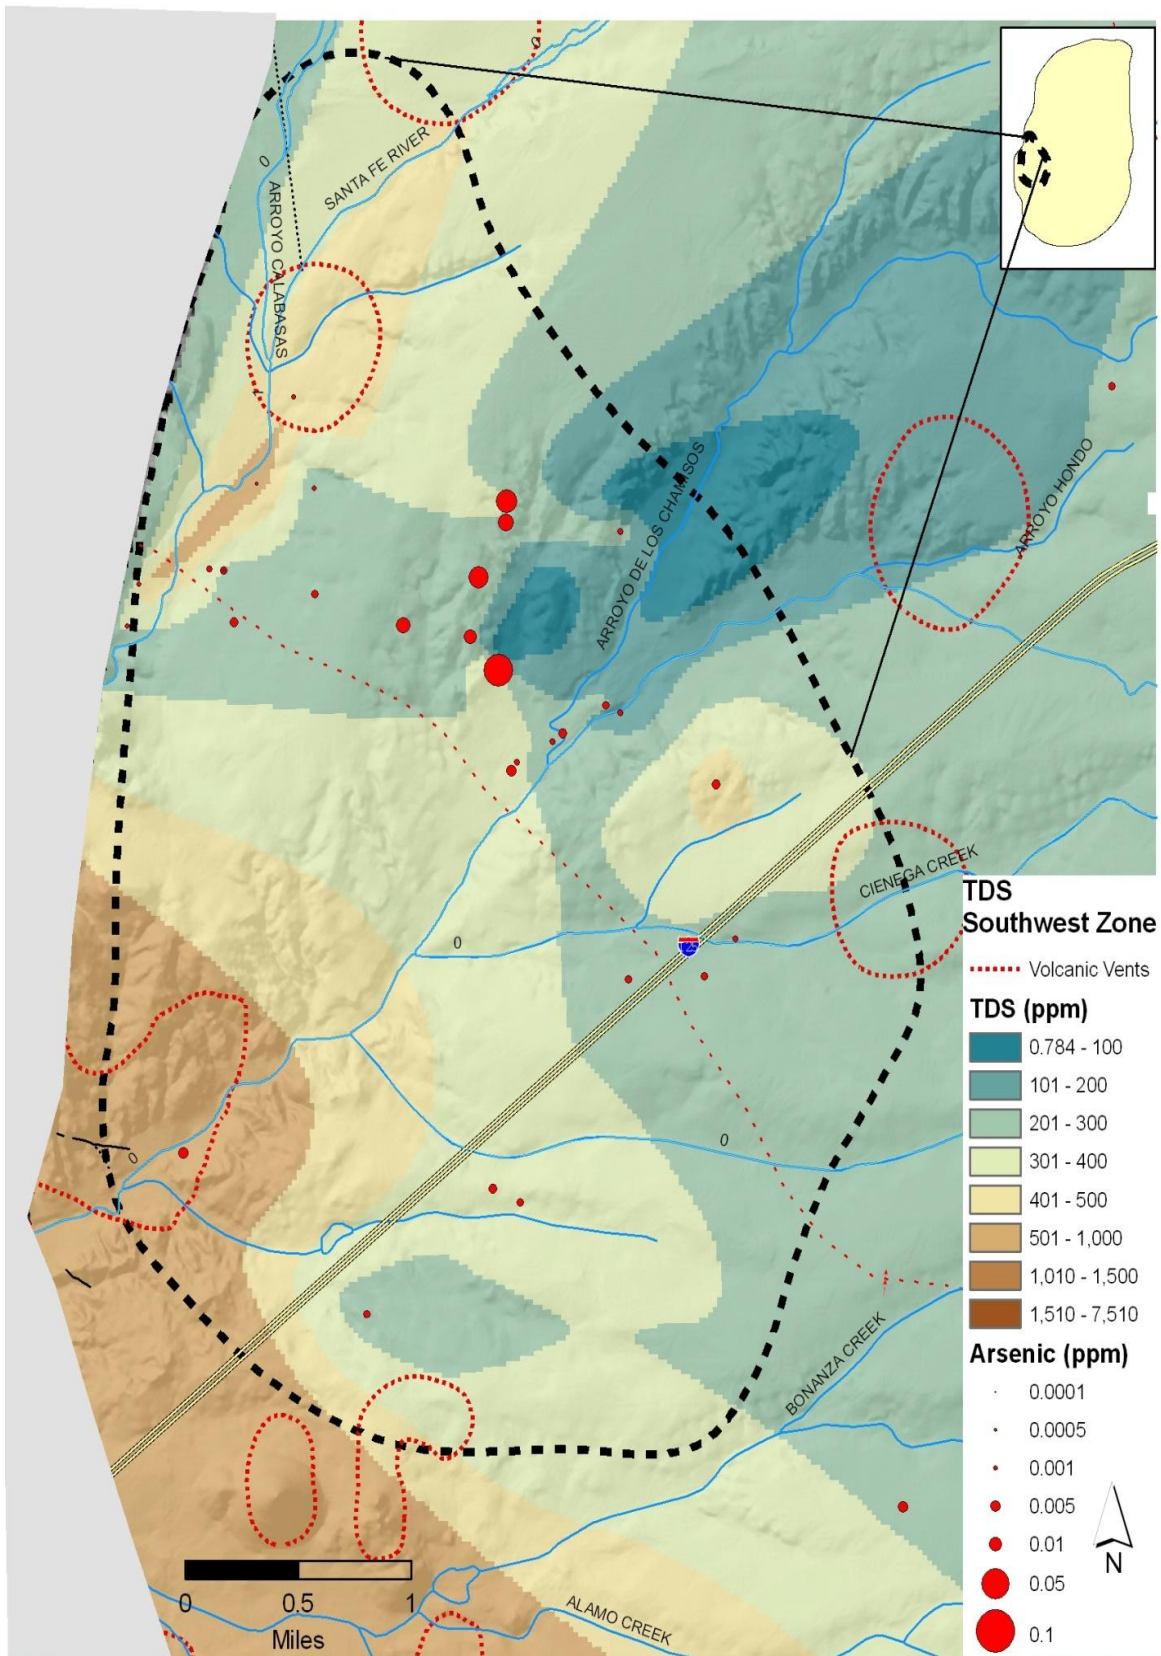 0
SANTA FE RIVER
0
ARROYO CALABASAS
ARROYO DE LOS CHAMISOS
ARROYO HONDO
CIENEGA CREEK
0
25
0
0
BONANZA CREEK
ALAMO CREEK
0 0.5 1
Miles
TDS
Southwest Zone
Volcanic Vents
TDS (ppm)
0.784 - 100
101 - 200
201 - 300
301 - 400
401 - 500
501 - 1,000
1,010 - 1,500
1,510 - 7,510
Arsenic (ppm)
0.0001
0.0005
0.001
0.005
0.01
0.05
0.1
N